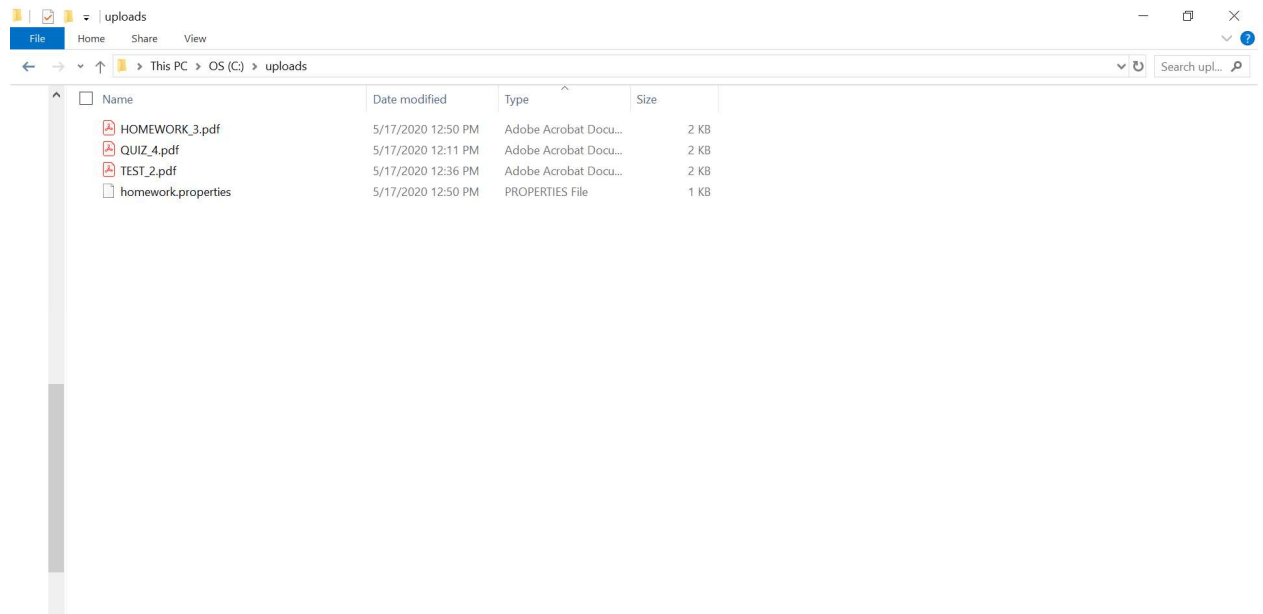 uploads
File Home Share View
This PC > OS (C:) > uploads Search upl...
Name Date modified Type Size
HOMEWORK_3.pdf 5/17/2020 12:50 PM Adobe Acrobat Docu... 2 KB
QUIZ_4.pdf 5/17/2020 12:11 PM Adobe Acrobat Docu... 2 KB
TEST_2.pdf 5/17/2020 12:36 PM Adobe Acrobat Docu... 2 KB
homework.properties 5/17/2020 12:50 PM PROPERTIES File 1 KB